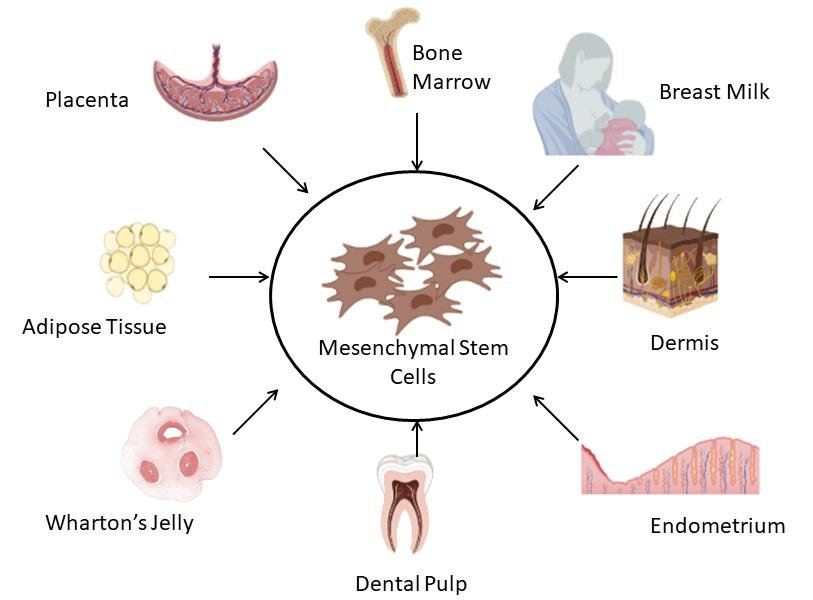 Bone
Marrow
Placenta
Breast Milk
Adipose Tissue
Dermis
Mesenchymal Stem
Cells
Wharton's Jelly
Endometrium
Dental Pulp